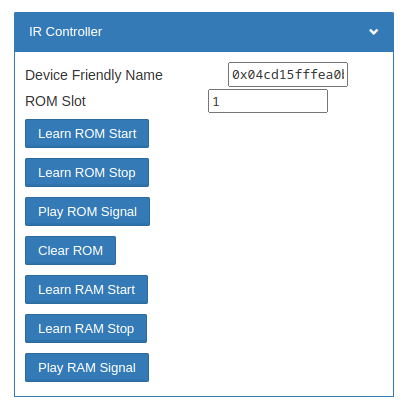 IR Controller
Device Friendly Name 0x04cd15fffea0
ROM Slot 1
Learn ROM Start
Learn ROM Stop
Play ROM Signal
Clear ROM
Learn RAM Start
Learn RAM Stop
Play RAM Signal